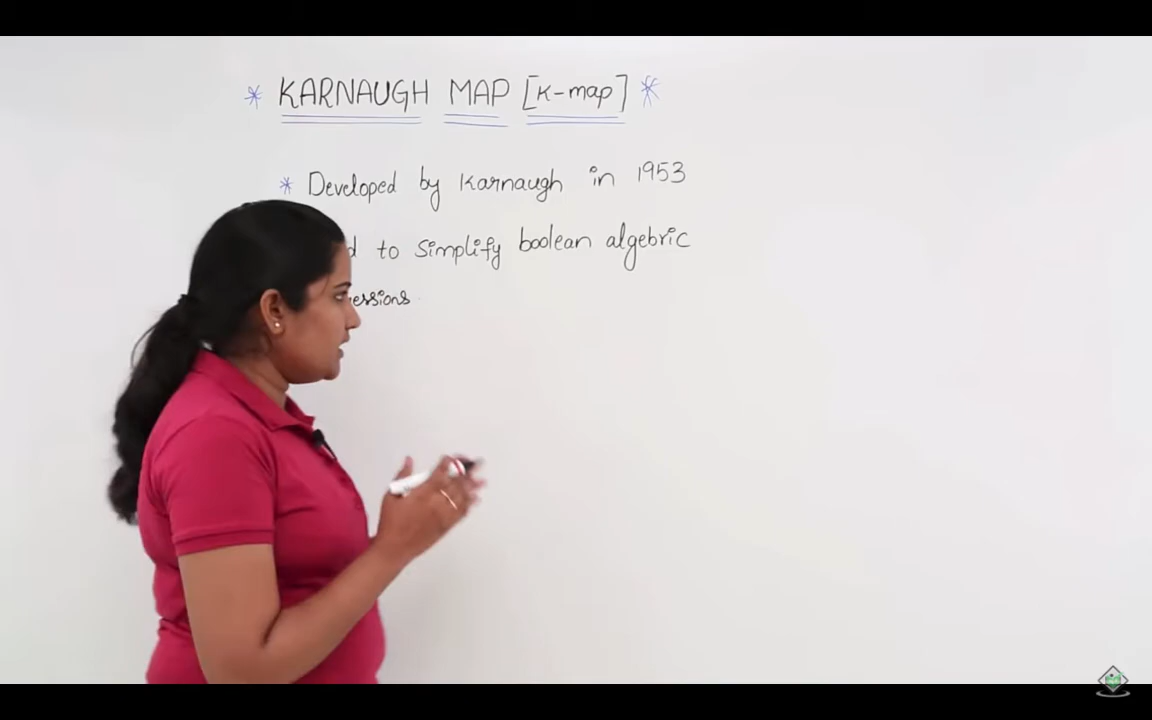 * KARNAUGH MAP [K-map] *
* Developed by Karnaugh in 1953
to simplify boolean algebric